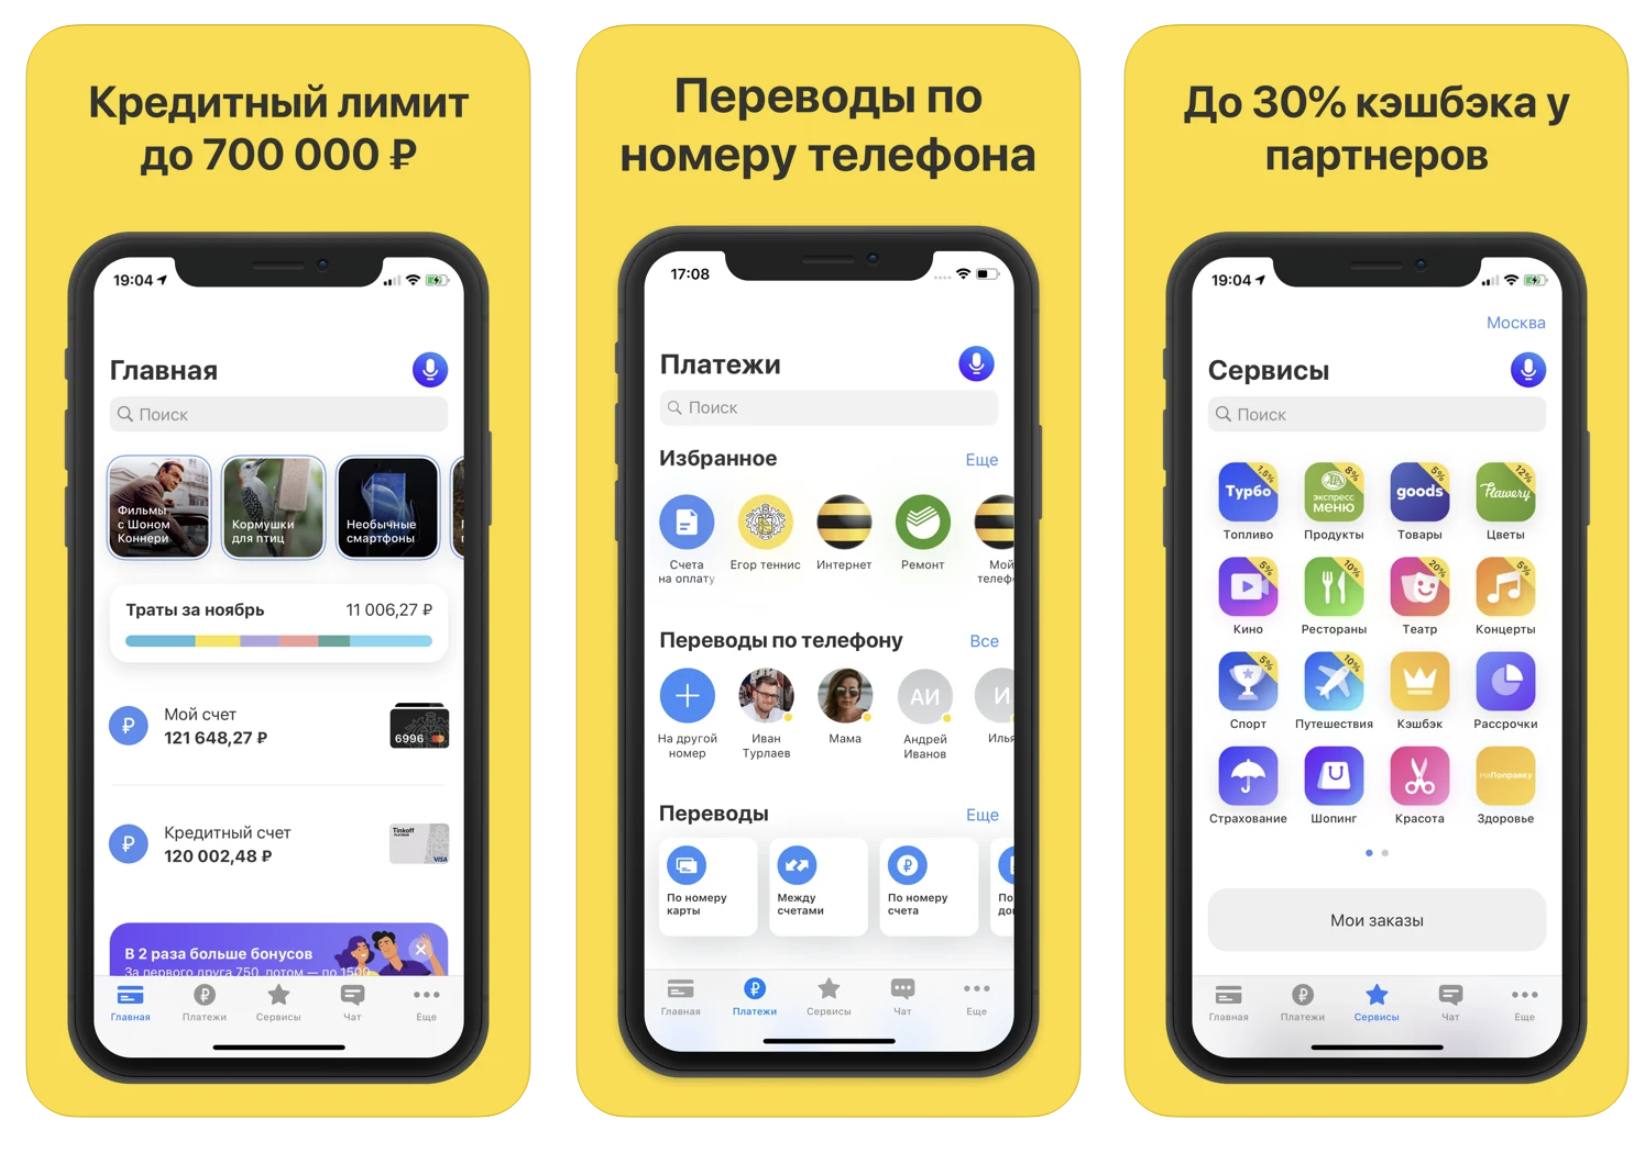 Кредитный лимит
до 700 000 ₽
19:04
Главная
Поиск
Фильмы
с Шоном
Коннери
Кормушки
для птиц
Необычные
смартфоны
Траты за ноябрь 11 006,27 ₽
Мой счет
121 648,27 ₽
6996
Кредитный счет
120 002,48 ₽
Tinkoff
PLATINUM
VISA
В 2 раза больше бонусов
За первого друга 750, потом — по 1500
Главная Платежи Сервисы Чат Еще
Переводы по
номеру телефона
17:08
Платежи
Поиск
Избранное Еще
Счета
на оплату
Егор теннис
Интернет
Ремонт
Мой
телеф
Переводы по телефону Все
АИ
И
На другой
номер
Иван
Турлаев
Мама
Андрей
Иванов
Илья
Переводы Еще
По номеру
карты
Между
счетами
По номеру
счета
По
до
Главная Платежи Сервисы Чат Еще
До 30% кэшбэка у
партнеров
19:04
Москва
Сервисы
Поиск
Турбо 1,5%
экспресс
меню 8%
goods 5%
Flawery 12%
Топливо Продукты Товары Цветы
5% 10% 20% 5%
Кино Рестораны Театр Концерты
5% 10%
Спорт Путешествия Кэшбэк Рассрочки
НаПоправку
Страхование Шопинг Красота Здоровье
Мои заказы
Главная Платежи Сервисы Чат Еще